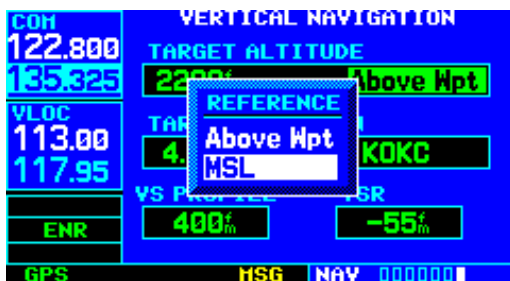 COM
122.800
135.325
VLOC
113.00
117.95
ENR
GPS
VERTICAL NAVIGATION
TARGET ALTITUDE
Above Wpt
REFERENCE
Above Wpt
MSL
KOKC
VS PROFILE
400 f/m
-55 f/m
MSG
NAV